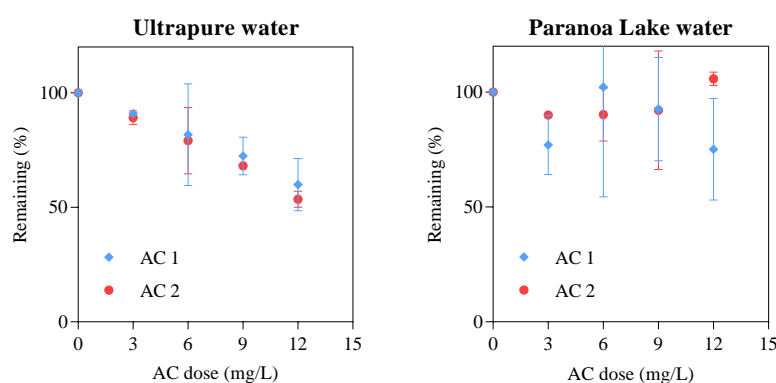 Ultrapure water
Remaining (%)
100
50
0
AC 1
AC 2
0 3 6 9 12 15
AC dose (mg/L)
Paranoa Lake water
Remaining (%)
100
50
0
AC 1
AC 2
0 3 6 9 12 15
AC dose (mg/L)